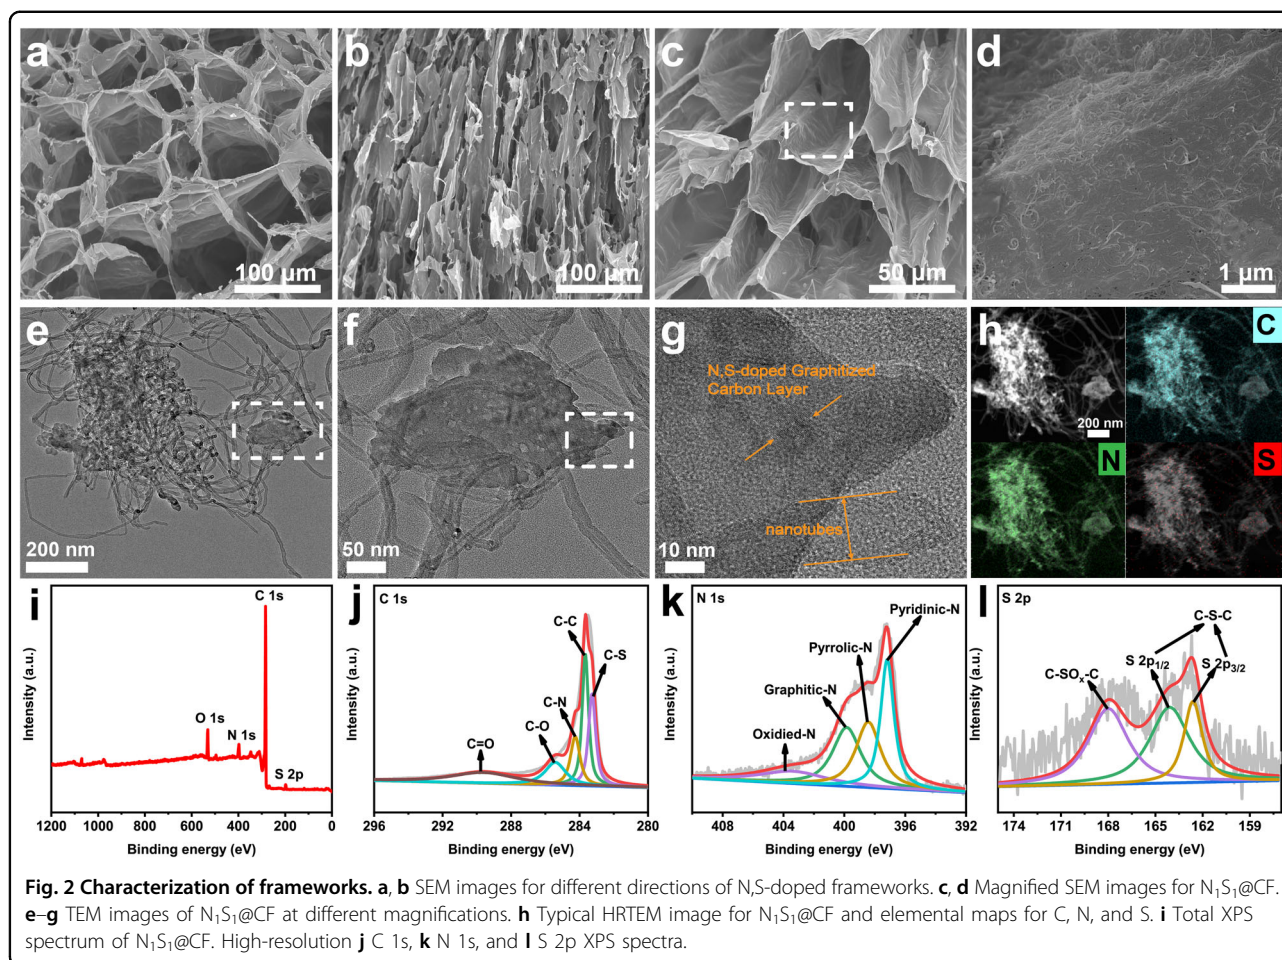 a
b
c
d
100 µm
100 µm
50 µm
1 µm
e
f
g
h
N,S-doped Graphitized
Carbon Layer
nanotubes
200 nm
50 nm
10 nm
200 nm
C
N
S
i
C 1s
O 1s
N 1s
S 2p
Intensity (a.u.)
1200 1000 800 600 400 200 0
Binding energy (eV)
j
C 1s
C-C
C-S
C-N
C-O
C=O
Intensity (a.u.)
296 292 288 284 280
Binding energy (eV)
k
N 1s
Pyridinic-N
Pyrrolic-N
Graphitic-N
Oxidied-N
Intensity (a.u.)
408 404 400 396 392
Binding energy (eV)
l
S 2p
C-S-C
S 2p1/2
S 2p3/2
C-SOx-C
Intensity (a.u.)
174 171 168 165 162 159
Binding energy (eV)
Fig. 2 Characterization of frameworks. a, b SEM images for different directions of N,S-doped frameworks. c, d Magnified SEM images for N1S1@CF.
e–g TEM images of N1S1@CF at different magnifications. h Typical HRTEM image for N1S1@CF and elemental maps for C, N, and S. i Total XPS
spectrum of N1S1@CF. High-resolution j C 1s, k N 1s, and l S 2p XPS spectra.